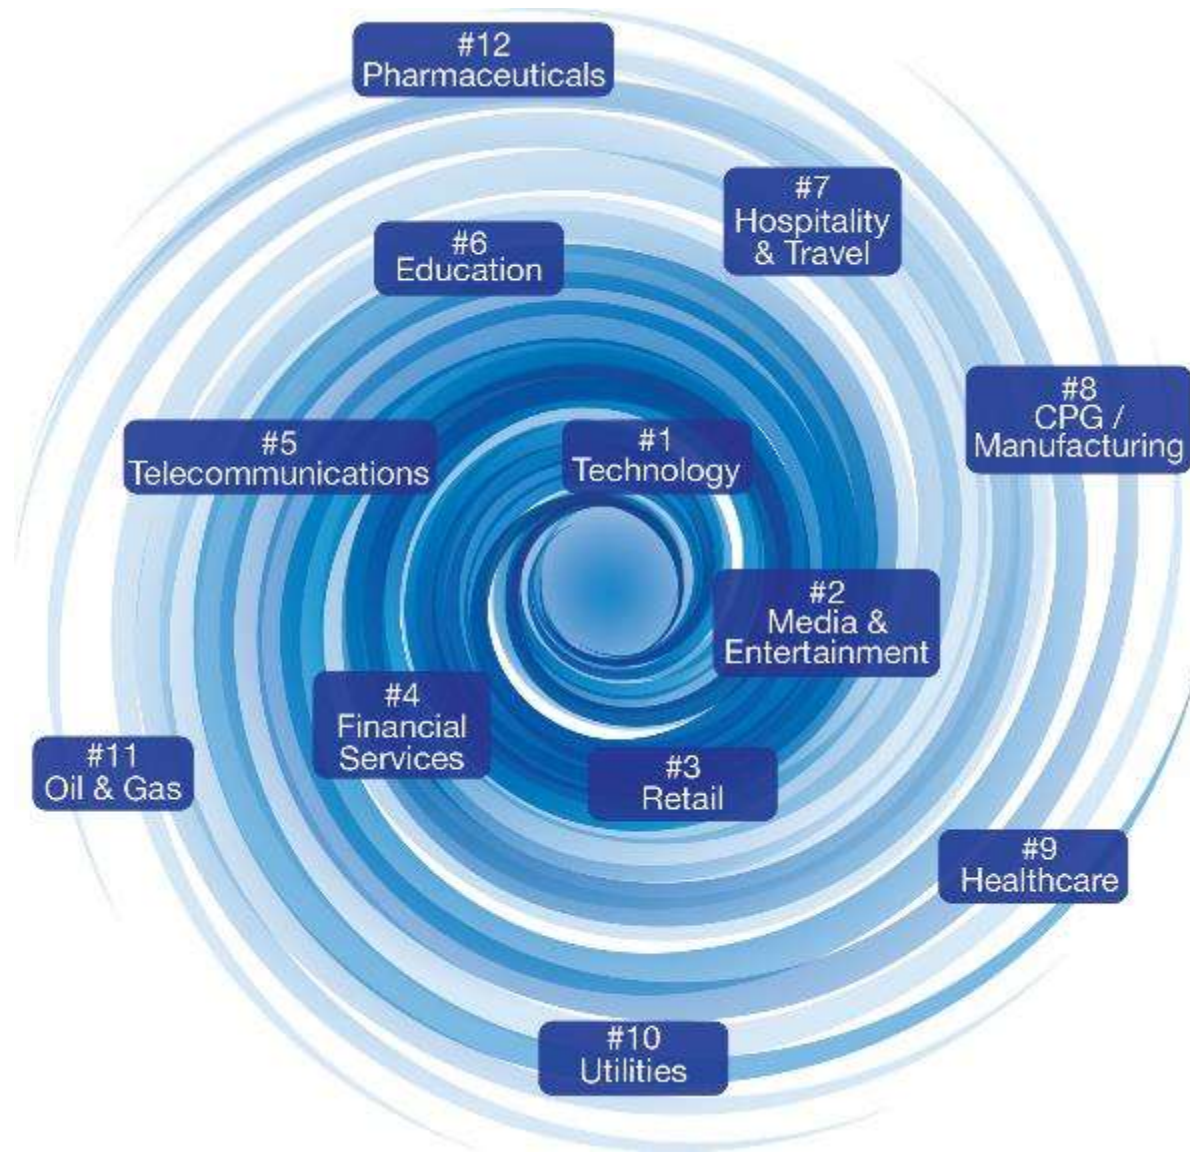 #12
Pharmaceuticals
#7
Hospitality
& Travel
#6
Education
#8
CPG /
Manufacturing
#5
Telecommunications
#1
Technology
#2
Media &
Entertainment
#4
Financial
Services
#11
Oil & Gas
#3
Retail
#9
Healthcare
#10
Utilities